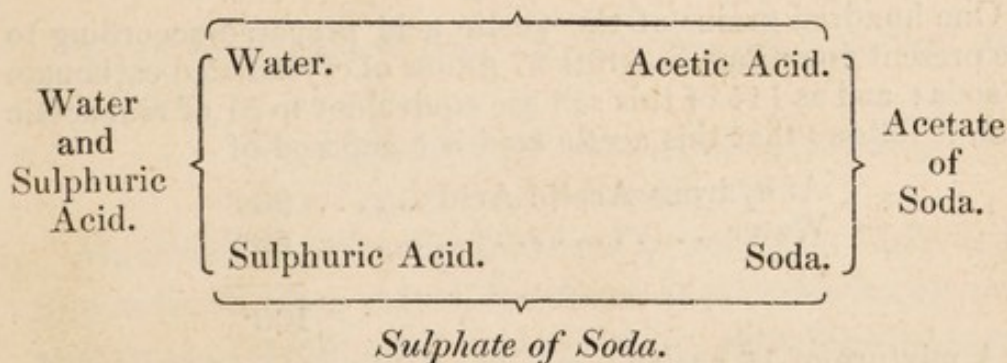 Water. Acetic Acid.
Water
and
Sulphuric
Acid.
Acetate
of
Soda.
Sulphuric Acid. Soda.
Sulphate of Soda.